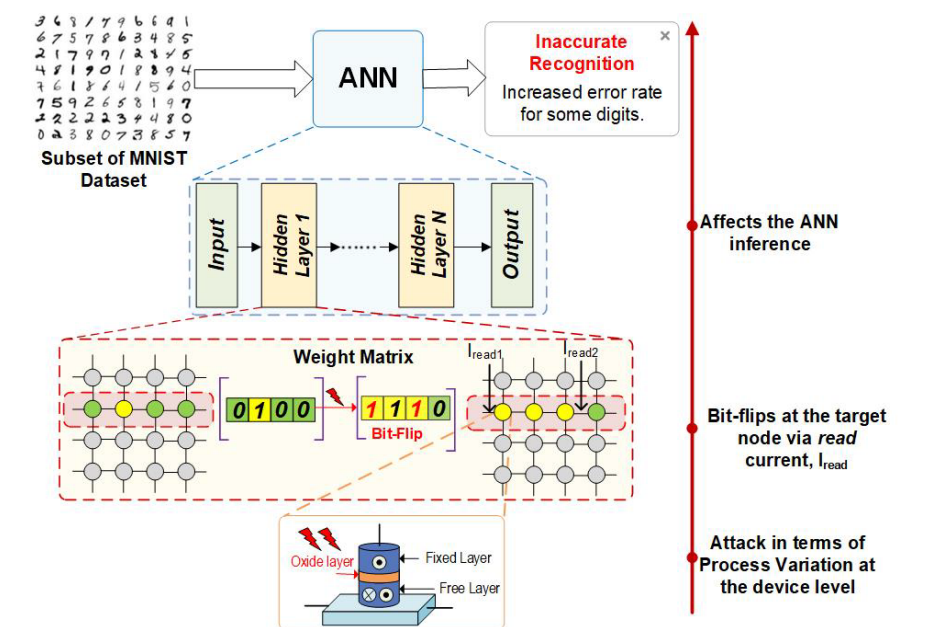 3 6 8 1 7 9 6 6 9 1
6 7 5 7 8 6 3 4 8 5
2 1 7 9 7 1 2 8 4 5
4 8 1 9 0 1 8 8 9 4
7 6 1 8 6 4 1 5 6 0
7 5 9 2 6 5 8 1 9 7
2 2 2 2 2 3 4 4 8 0
0 2 3 8 0 7 3 8 5 7
Subset of MNIST
Dataset
ANN
×
Inaccurate
Recognition
Increased error rate
for some digits.
Input
Hidden
Layer 1
Hidden
Layer N
Output
Affects the ANN
inference
Weight Matrix
Iread1
Iread2
0 1 0 0
1 1 1 0
Bit-Flip
Bit-flips at the target
node via read
current, Iread
Oxide layer
Fixed Layer
Free Layer
Attack in terms of
Process Variation at
the device level